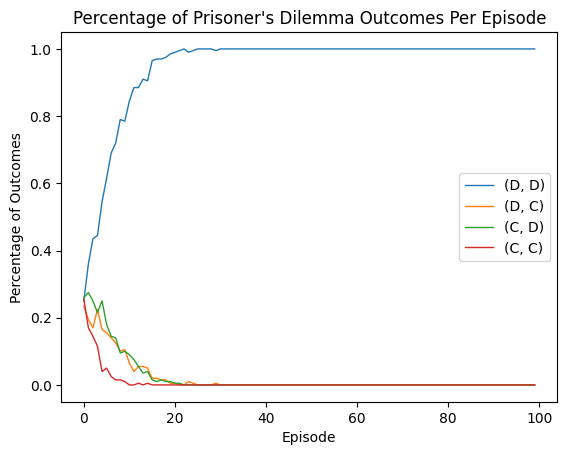 Percentage of Prisoner's Dilemma Outcomes Per Episode
Percentage of Outcomes
1.0
0.8
0.6
0.4
0.2
0.0
(D, D)
(D, C)
(C, D)
(C, C)
0
20
40
60
80
100
Episode